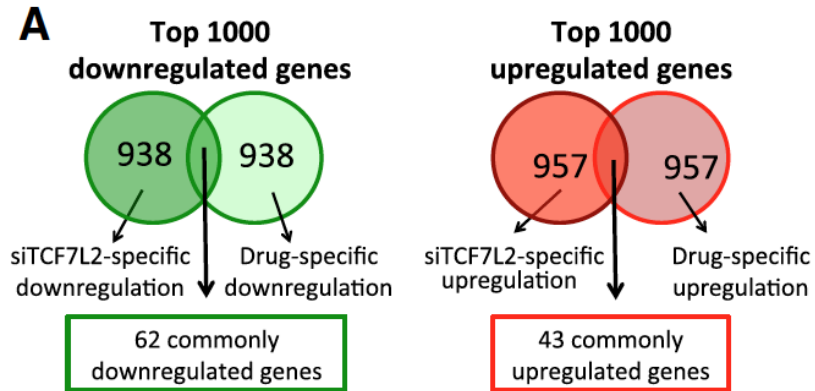 A
Top 1000
downregulated genes
938
938
siTCF7L2-specific
downregulation
Drug-specific
downregulation
62 commonly
downregulated genes
Top 1000
upregulated genes
957
957
siTCF7L2-specific
upregulation
Drug-specific
upregulation
43 commonly
upregulated genes